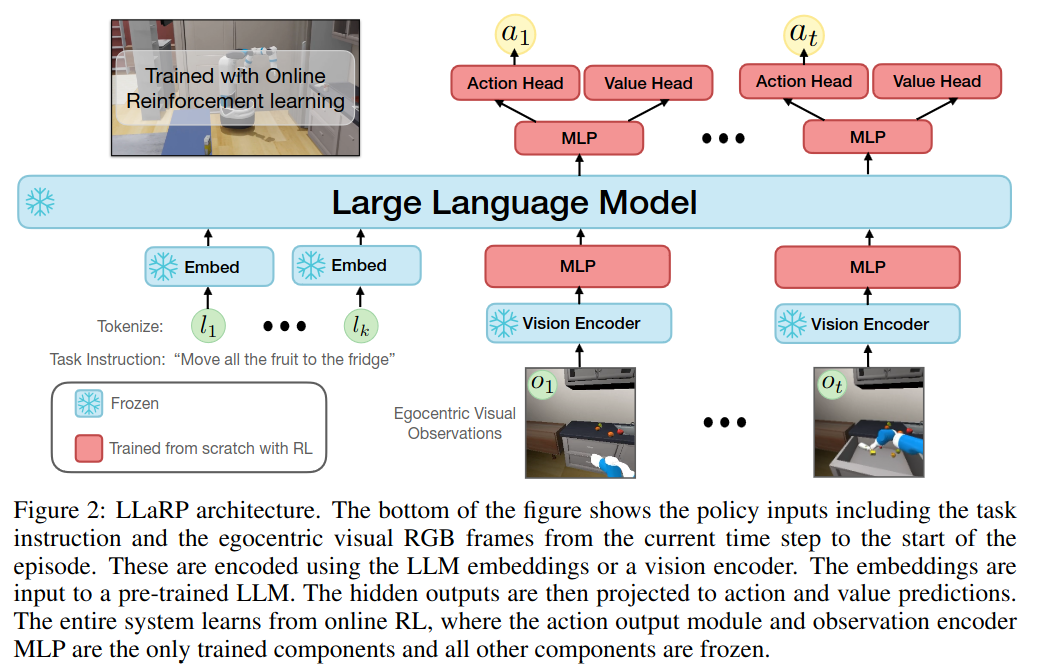 Trained with Online
Reinforcement learning
a1
at
Action Head
Value Head
Action Head
Value Head
MLP
•••
MLP
Large Language Model
Embed
Embed
MLP
MLP
Tokenize:
l1
•••
lk
Vision Encoder
Vision Encoder
Task Instruction: “Move all the fruit to the fridge”
Frozen
Trained from scratch with RL
Egocentric Visual
Observations
o1
•••
ot
Figure 2: LLaRP architecture. The bottom of the figure shows the policy inputs including the task
instruction and the egocentric visual RGB frames from the current time step to the start of the
episode. These are encoded using the LLM embeddings or a vision encoder. The embeddings are
input to a pre-trained LLM. The hidden outputs are then projected to action and value predictions.
The entire system learns from online RL, where the action output module and observation encoder
MLP are the only trained components and all other components are frozen.